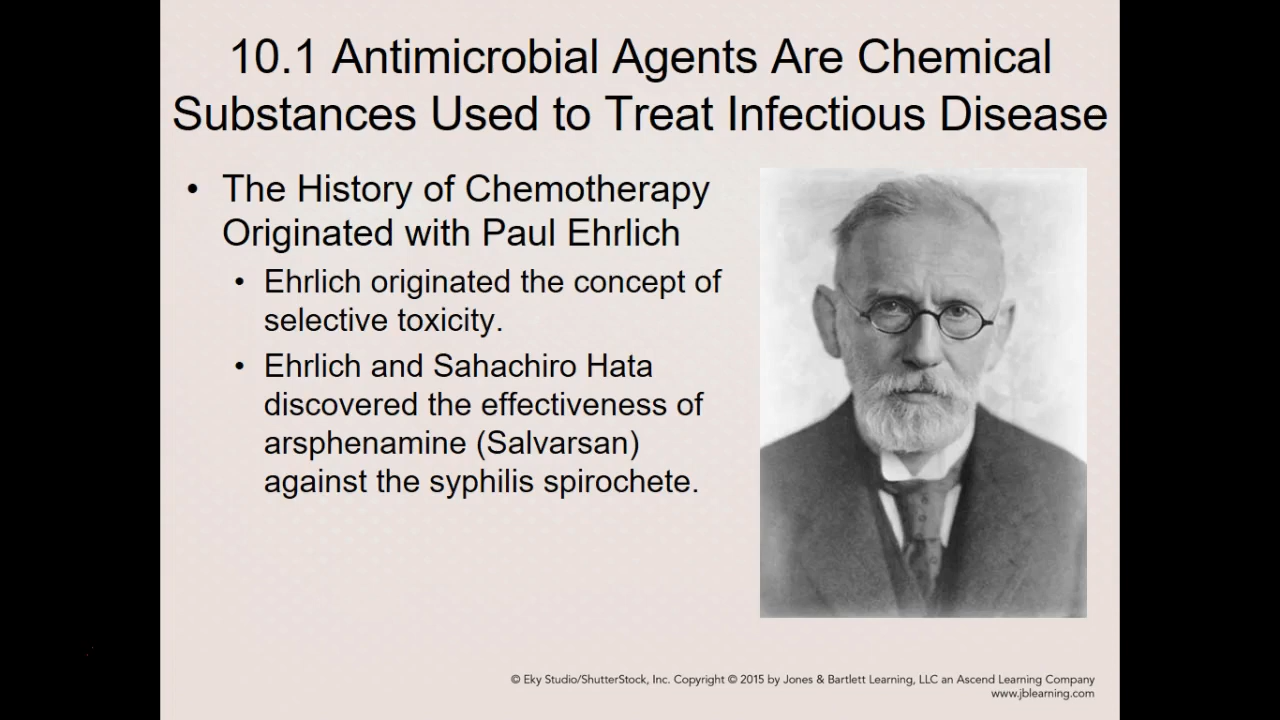 10.1 Antimicrobial Agents Are Chemical
Substances Used to Treat Infectious Disease
• The History of Chemotherapy
Originated with Paul Ehrlich
• Ehrlich originated the concept of
selective toxicity.
• Ehrlich and Sahachiro Hata
discovered the effectiveness of
arsphenamine (Salvarsan)
against the syphilis spirochete.
© Eky Studio/ShutterStock, Inc. Copyright © 2015 by Jones & Bartlett Learning, LLC an Ascend Learning Company
www.jblearning.com